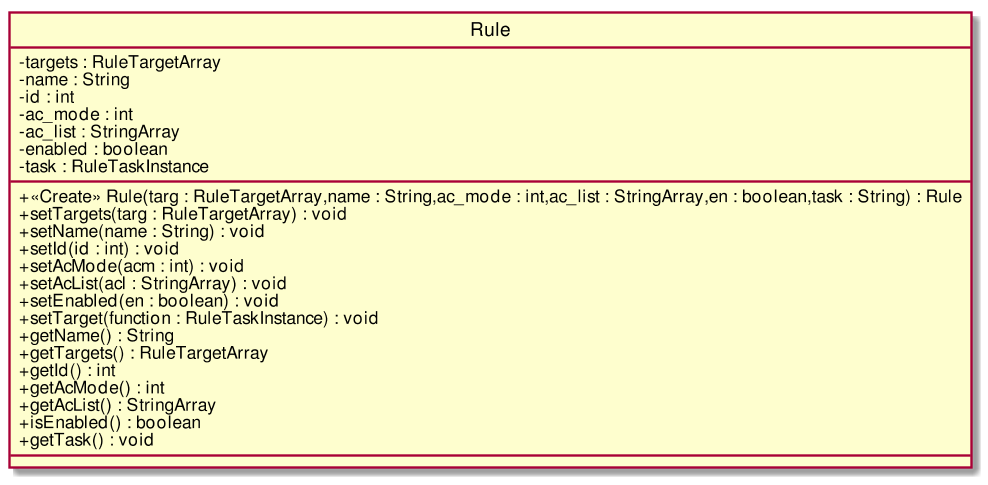 Rule
-targets : RuleTargetArray
-name : String
-id : int
-ac_mode : int
-ac_list : StringArray
-enabled : boolean
-task : RuleTaskInstance
+«Create» Rule(targ : RuleTargetArray,name : String,ac_mode : int,ac_list : StringArray,en : boolean,task : String) : Rule
+setTargets(targ : RuleTargetArray) : void
+setName(name : String) : void
+setId(id : int) : void
+setAcMode(acm : int) : void
+setAcList(acl : StringArray) : void
+setEnabled(en : boolean) : void
+setTarget(function : RuleTaskInstance) : void
+getName() : String
+getTargets() : RuleTargetArray
+getId() : int
+getAcMode() : int
+getAcList() : StringArray
+isEnabled() : boolean
+getTask() : void